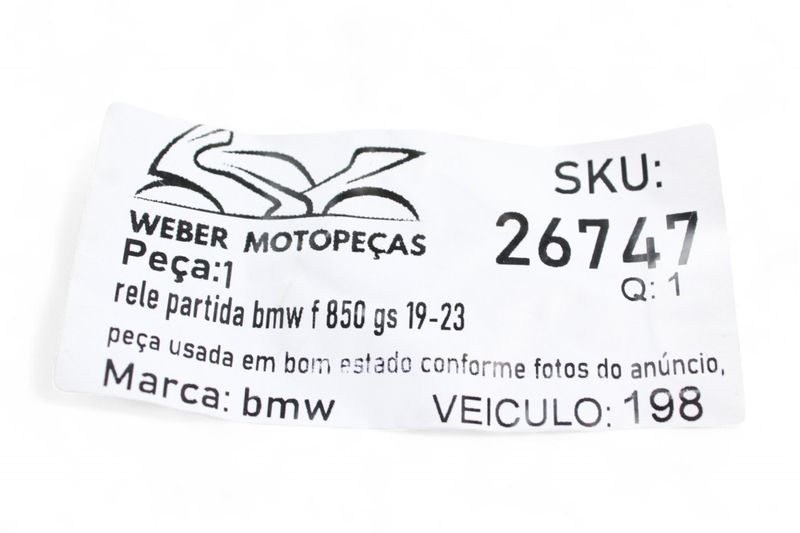 WEBER MOTOPEÇAS
SKU:
26747
Q: 1
Peça:1
rele partida bmw f 850 gs 19-23
peça usada em bom estado conforme fotos do anúncio,
Marca: bmw
VEICULO: 198